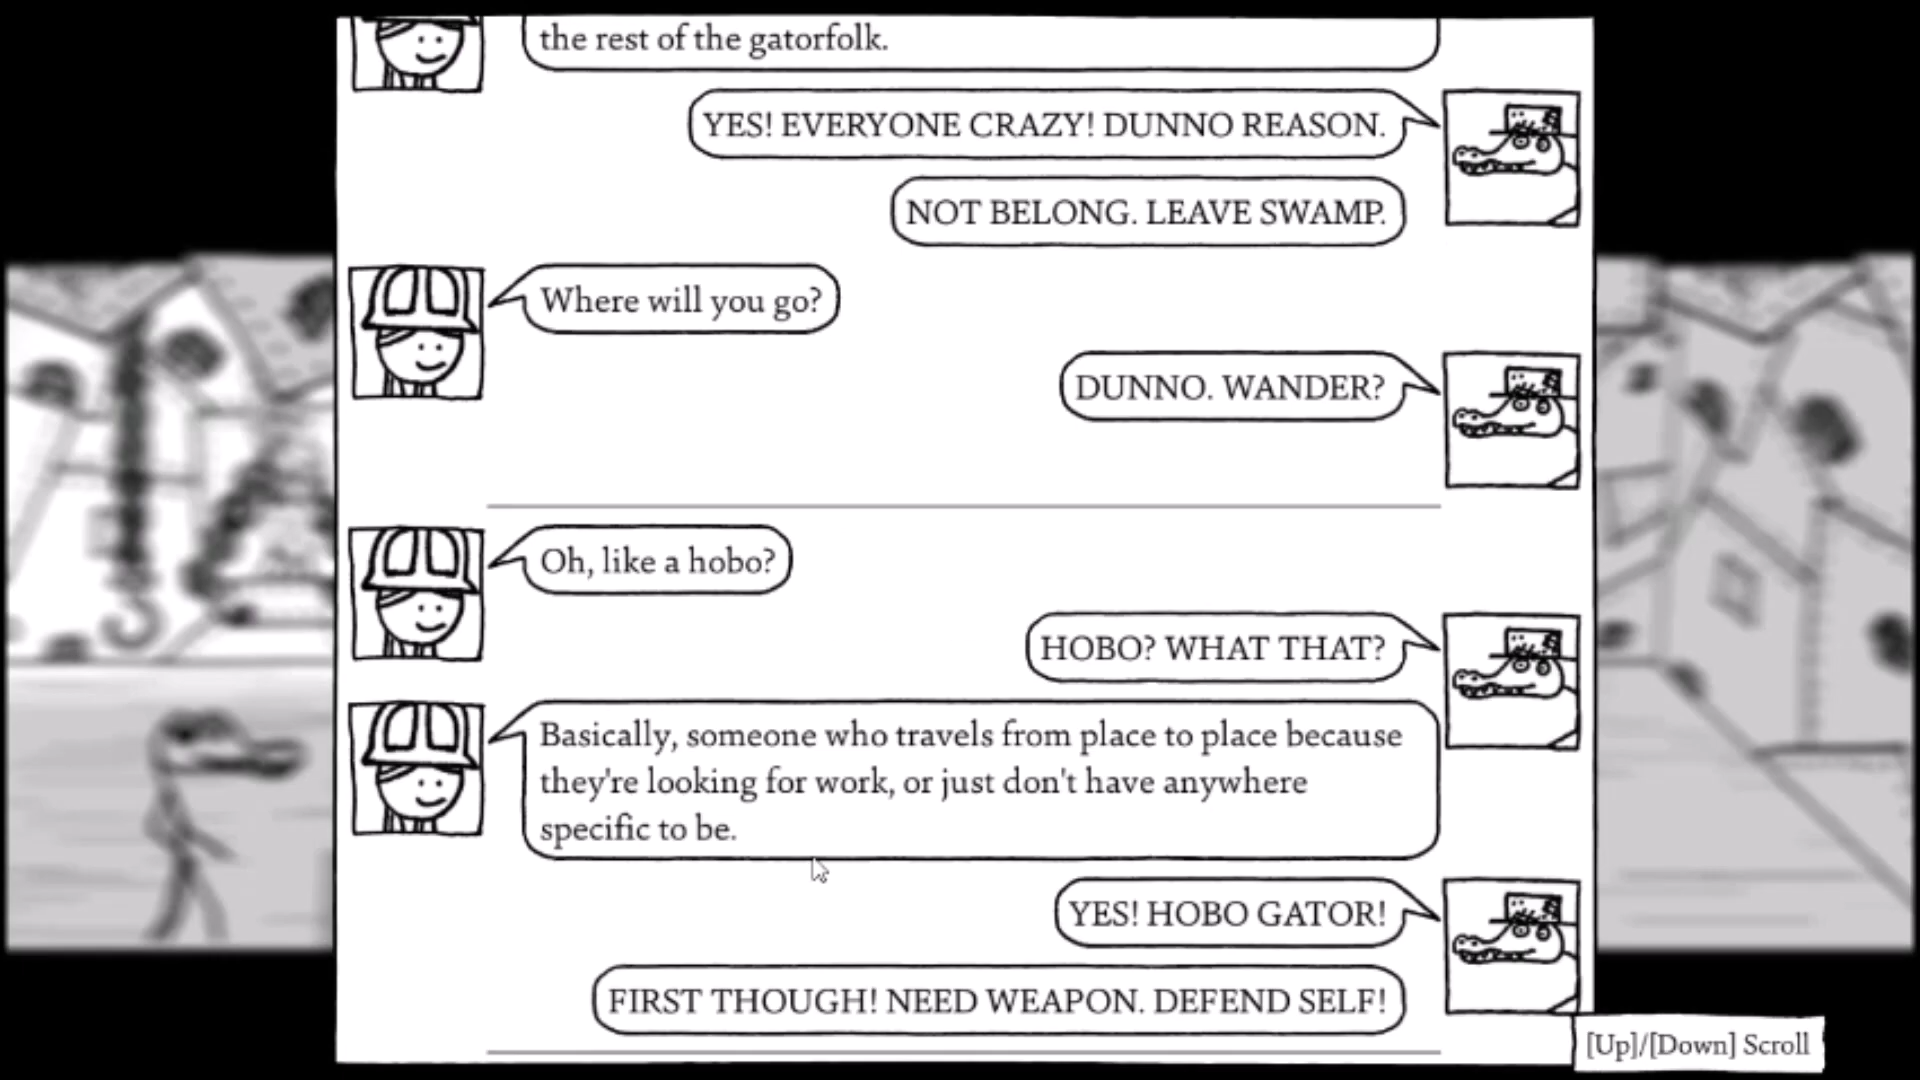 the rest of the gatorfolk.
YES! EVERYONE CRAZY! DUNNO REASON.
NOT BELONG. LEAVE SWAMP.
Where will you go?
DUNNO. WANDER?
Oh, like a hobo?
HOBO? WHAT THAT?
Basically, someone who travels from place to place because
they're looking for work, or just don't have anywhere
specific to be.
YES! HOBO GATOR!
FIRST THOUGH! NEED WEAPON. DEFEND SELF!
[Up]/[Down] Scroll